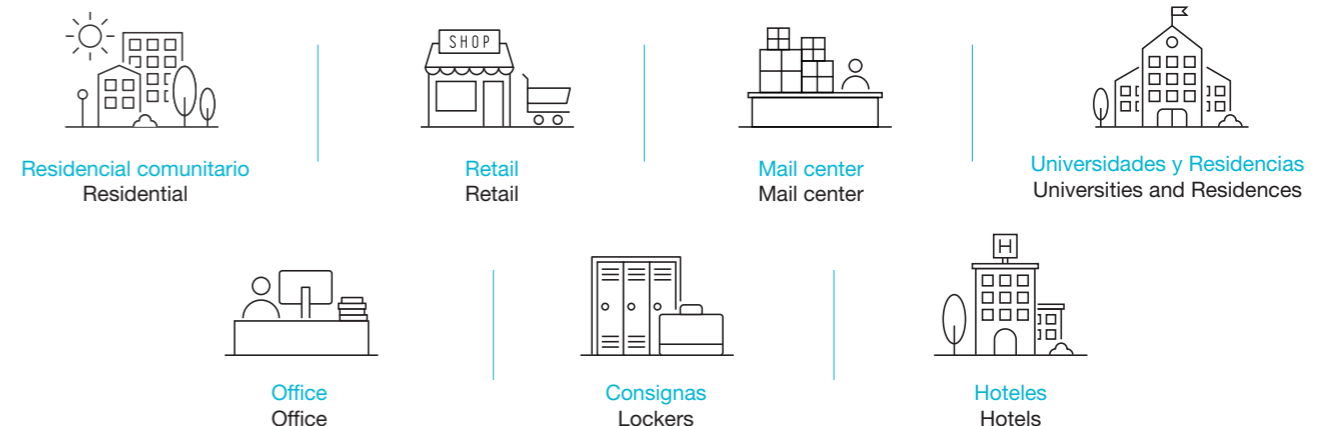 SHOP
Residencial comunitario
Residential
Retail
Retail
Mail center
Mail center
Universidades y Residencias
Universities and Residences
H
Office
Office
Consignas
Lockers
Hoteles
Hotels